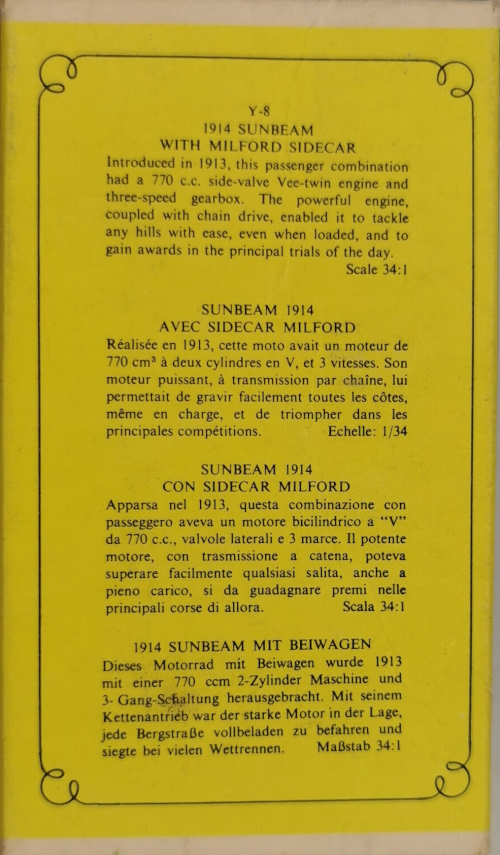 Y-8
1914 SUNBEAM
WITH MILFORD SIDECAR
Introduced in 1913, this passenger combination
had a 770 c.c. side-valve Vee-twin engine and
three-speed gearbox. The powerful engine,
coupled with chain drive, enabled it to tackle
any hills with ease, even when loaded, and to
gain awards in the principal trials of the day.
Scale 34:1
SUNBEAM 1914
AVEC SIDECAR MILFORD
Réalisée en 1913, cette moto avait un moteur de
770 cm³ à deux cylindres en V, et 3 vitesses. Son
moteur puissant, à transmission par chaîne, lui
permettait de gravir facilement toutes les côtes,
même en charge, et de triompher dans les
principales compétitions. Echelle: 1/34
SUNBEAM 1914
CON SIDECAR MILFORD
Apparsa nel 1913, questa combinazione con
passeggero aveva un motore bicilindrico a “V”
da 770 c.c., valvole laterali e 3 marce. Il potente
motore, con trasmissione a catena, poteva
superare facilmente qualsiasi salita, anche a
pieno carico, si da guadagnare premi nelle
principali corse di allora. Scala 34:1
1914 SUNBEAM MIT BEIWAGEN
Dieses Motorrad mit Beiwagen wurde 1913
mit einer 770 ccm 2-Zylinder Maschine und
3- Gang-Schaltung herausgebracht. Mit seinem
Kettenantrieb war der starke Motor in der Lage,
jede Bergstraße vollbeladen zu befahren und
siegte bei vielen Wettrennen. Maßstab 34:1